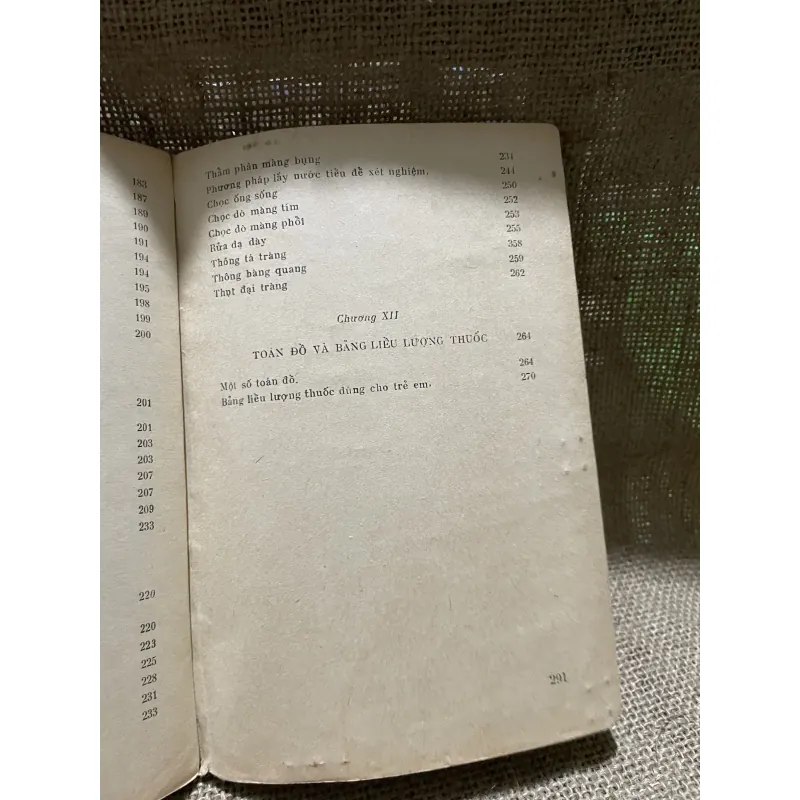 183
187
189
190
191
194
194
195
198
199
200
201
201
203
203
207
207
209
233
220
220
223
225
228
231
233
Thẩm phân màng bụng 234
Phương pháp lấy nước tiểu để xét nghiệm. 244
Chọc ống sống 250
Chọc dò màng tim 252
Chọc dò màng phổi 253
Rửa dạ dày 255
Thông tá tràng 358
Thông bàng quang 259
Thụt đại tràng 262
Chương XII
TOÁN ĐỒ VÀ BẢNG LIỀU LƯỢNG THUỐC 264
Một số toán đồ. 264
Bảng liều lượng thuốc dùng cho trẻ em. 270
291